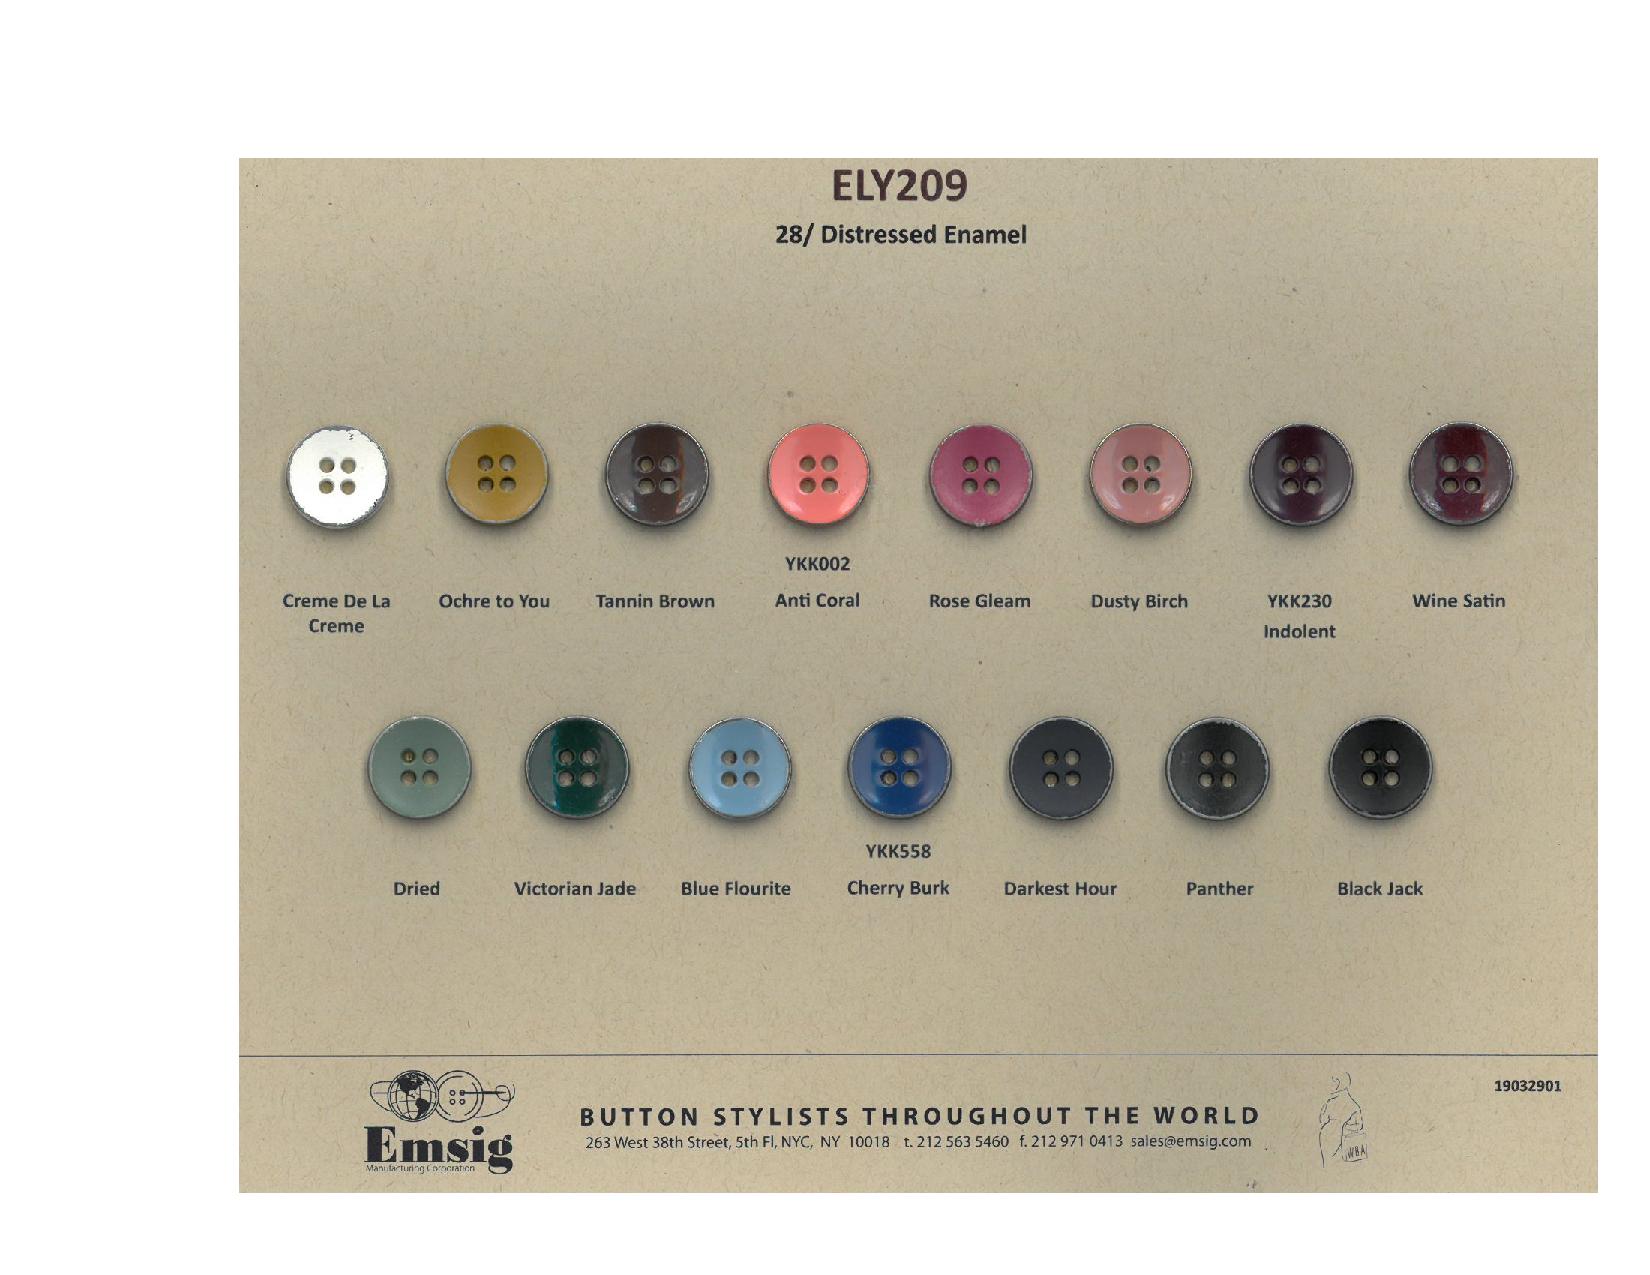 ELY209
28/ Distressed Enamel
YKK002
Creme De La Creme
Ochre to You
Tannin Brown
Anti Coral
Rose Gleam
Dusty Birch
YKK230
Indolent
Wine Satin
YKK558
Dried
Victorian Jade
Blue Flourite
Cherry Burk
Darkest Hour
Panther
Black Jack
19032901
Emsig
Manufacturing Corporation
BUTTON STYLISTS THROUGHOUT THE WORLD
263 West 38th Street, 5th Fl, NYC, NY 10018 t. 212 563 5460 f. 212 971 0413 sales@emsig.com
WBA